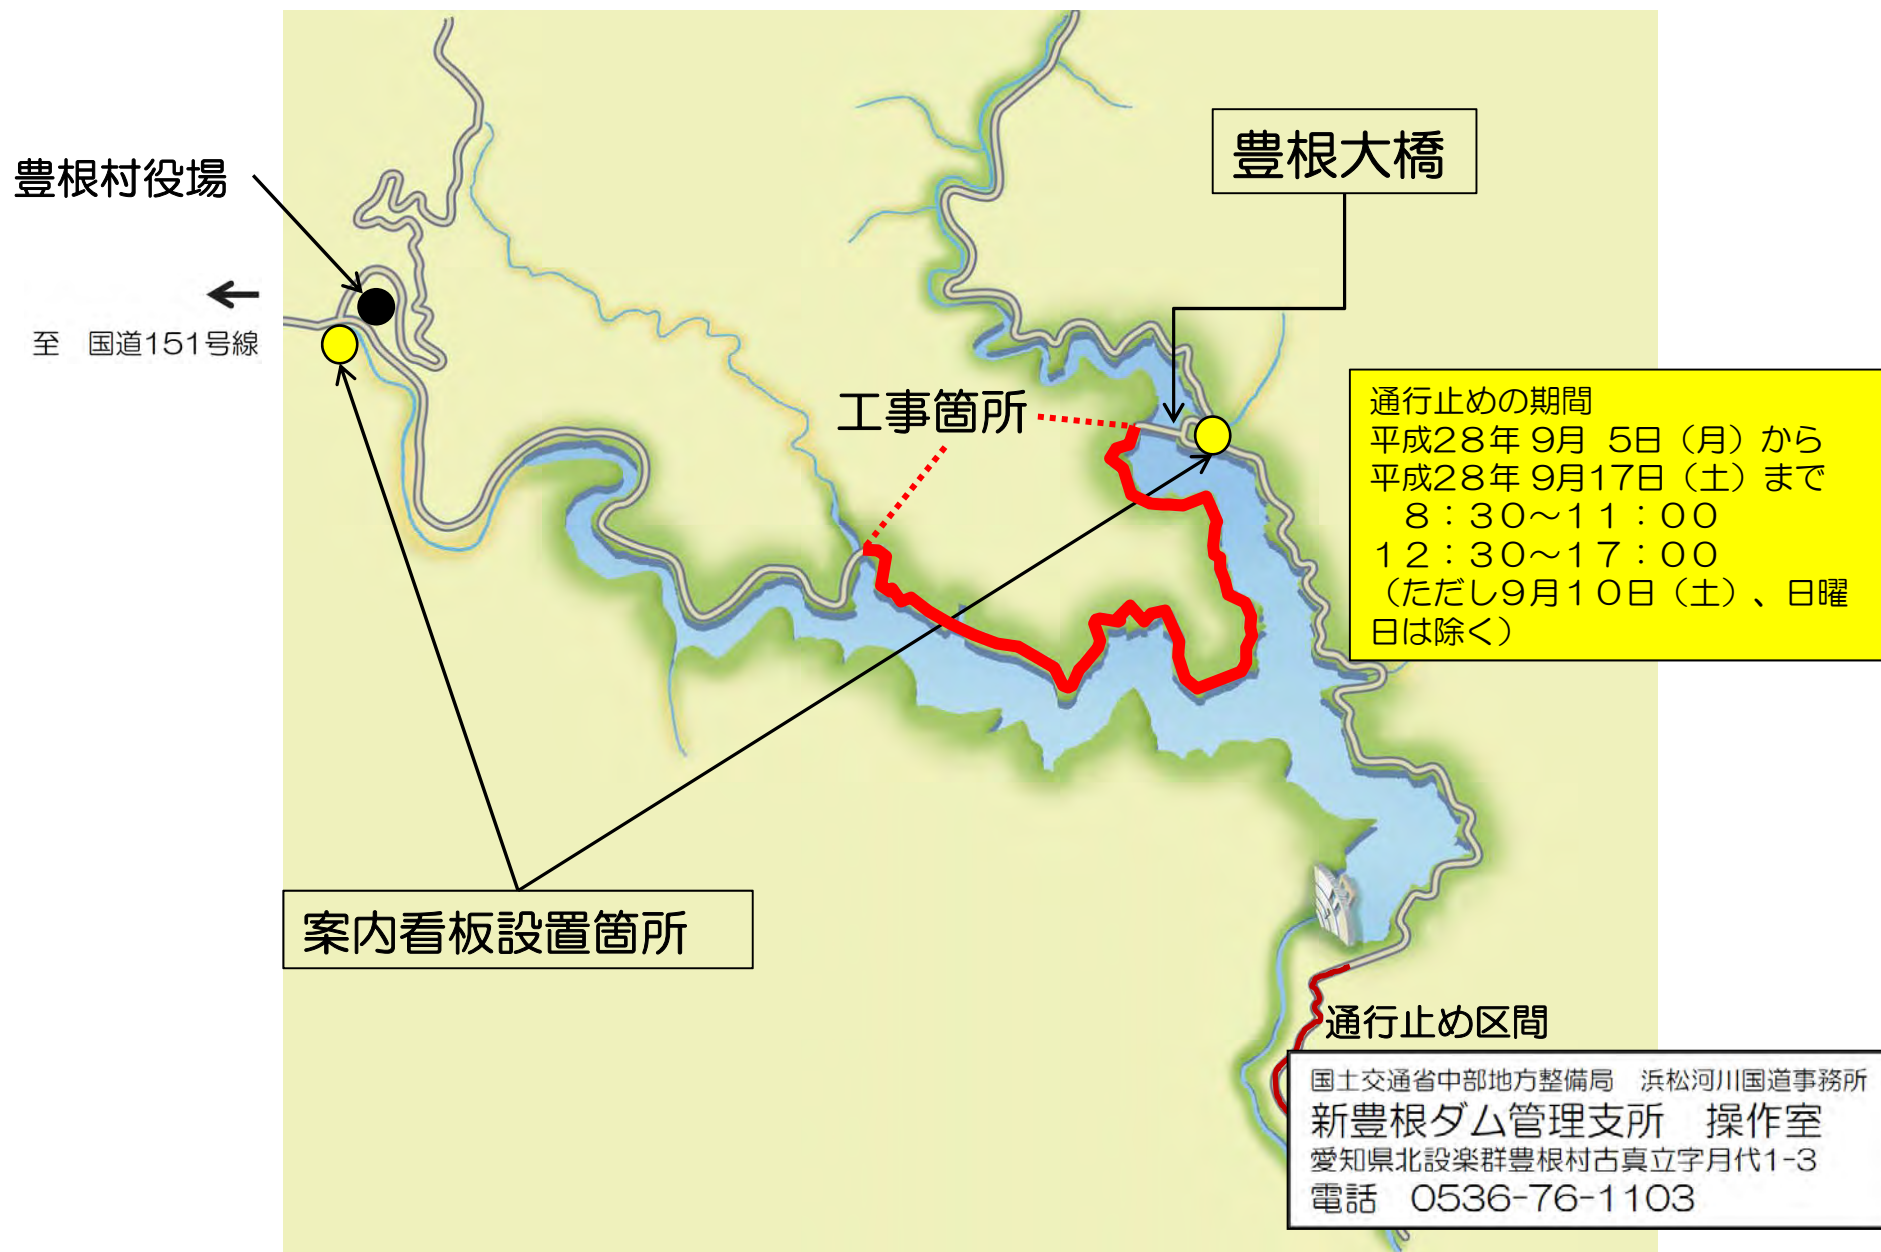 豊根大橋
豊根村役場
至　国道151号線
工事箇所
通行止めの期間
平成28年 9月 5日（月）から
平成28年 9月17日（土）まで
８：３０～１１：００
１２：３０～１７：００
（ただし９月１０日（土）、日曜
日は除く）
案内看板設置箇所
通行止め区間
国土交通省中部地方整備局　浜松河川国道事務所
新豊根ダム管理支所　操作室
愛知県北設楽群豊根村古真立字月代1-3
電話　0536-76-1103